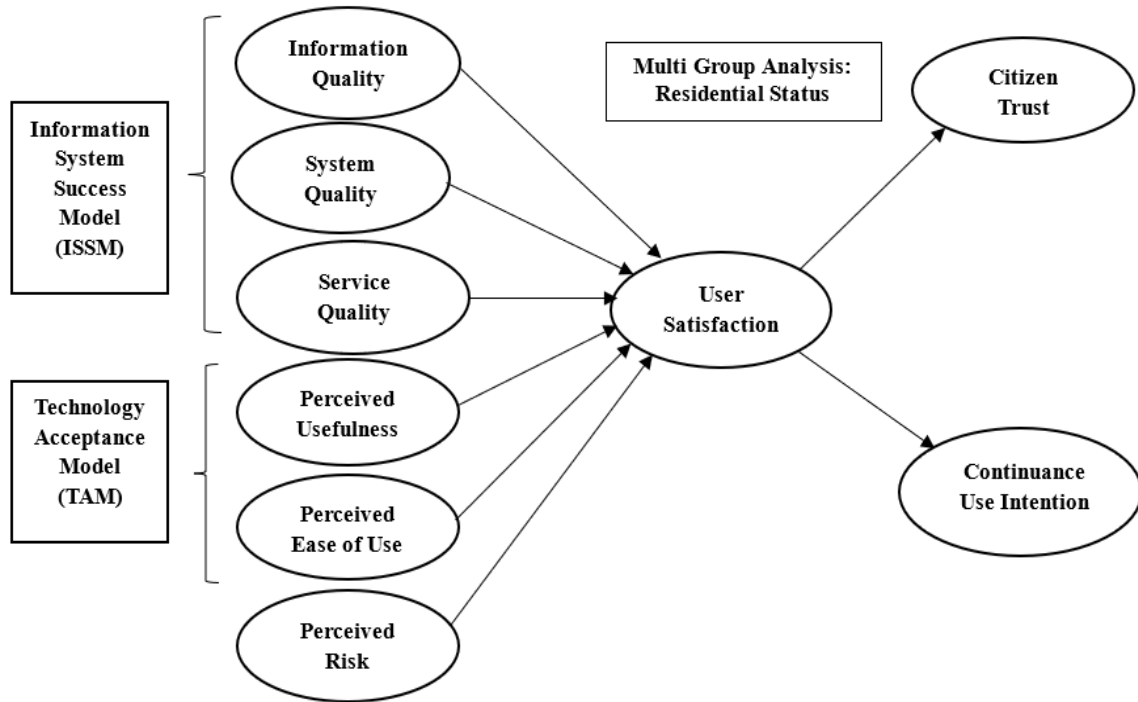 Information
System
Success
Model
(ISSM)
Technology
Acceptance
Model
(TAM)
Information
Quality
System
Quality
Service
Quality
Perceived
Usefulness
Perceived
Ease of Use
Perceived
Risk
Multi Group Analysis:
Residential Status
User
Satisfaction
Citizen
Trust
Continuance
Use Intention